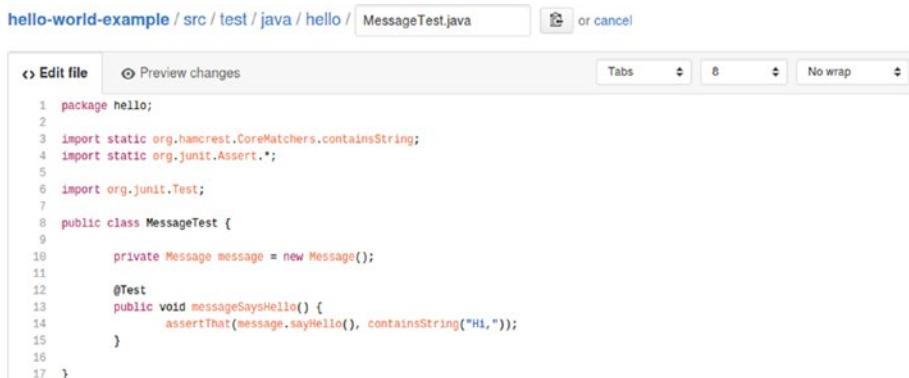 hello-world-example / src / test / java / hello / MessageTest.java or cancel
<> Edit file Preview changes Tabs 8 No wrap
1 package hello;
2
3 import static org.hamcrest.CoreMatchers.containsString;
4 import static org.junit.Assert.*;
5
6 import org.junit.Test;
7
8 public class MessageTest {
9
10 private Message message = new Message();
11
12 @Test
13 public void messageSaysHello() {
14 assertThat(message.sayHello(), containsString("Hi,"));
15 }
16
17 }